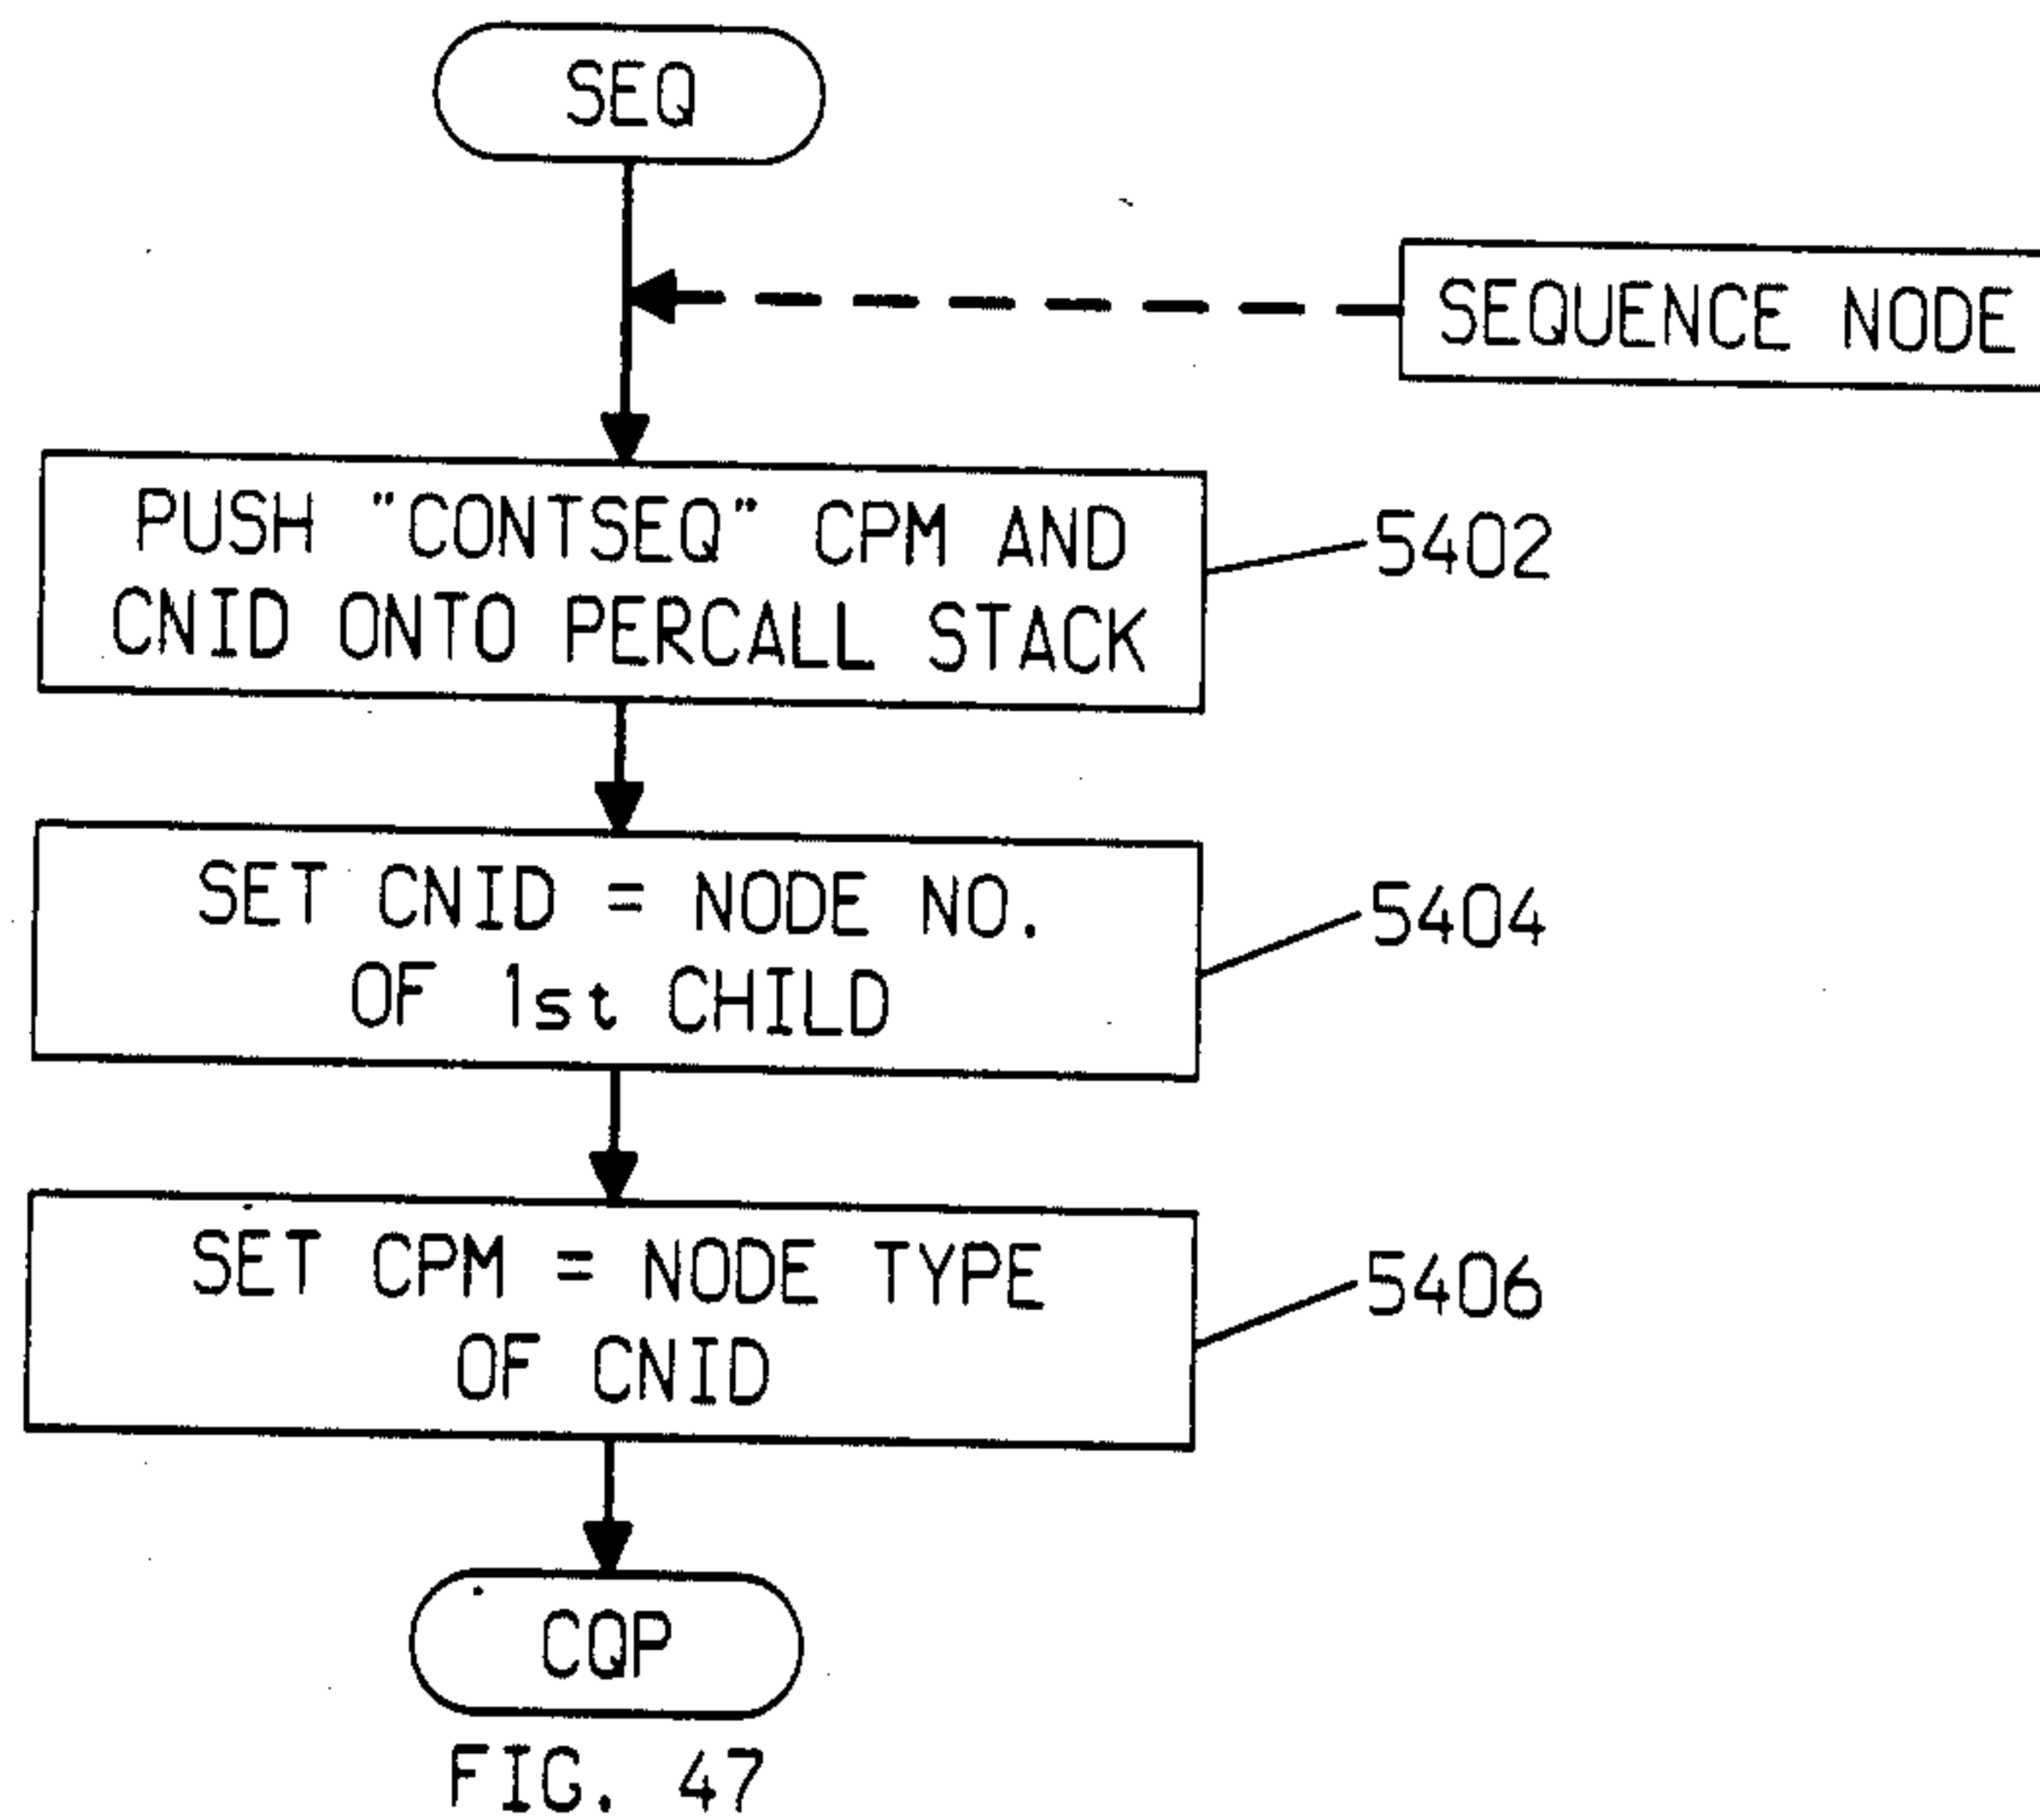 SEQ
SEQUENCE NODE
PUSH "CONTSEQ" CPM AND
CNID ONTO PERCALL STACK
5402
SET CNID = NODE NO.
OF 1st CHILD
5404
SET CPM = NODE TYPE
OF CNID
5406
CQP
FIG. 47